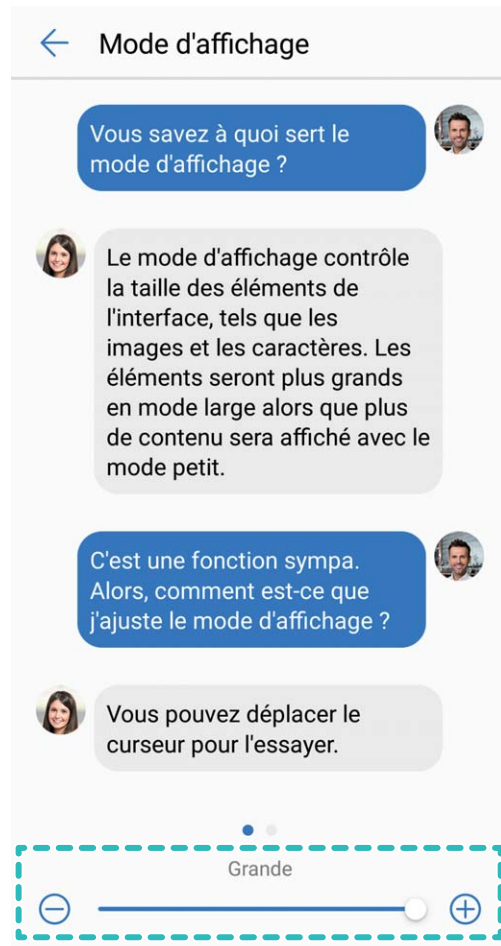 Mode d'affichage
Vous savez à quoi sert le
mode d'affichage ?
Le mode d'affichage contrôle
la taille des éléments de
l'interface, tels que les
images et les caractères. Les
éléments seront plus grands
en mode large alors que plus
de contenu sera affiché avec le
mode petit.
C'est une fonction sympa.
Alors, comment est-ce que
j'ajuste le mode d'affichage ?
Vous pouvez déplacer le
curseur pour l'essayer.
Grande